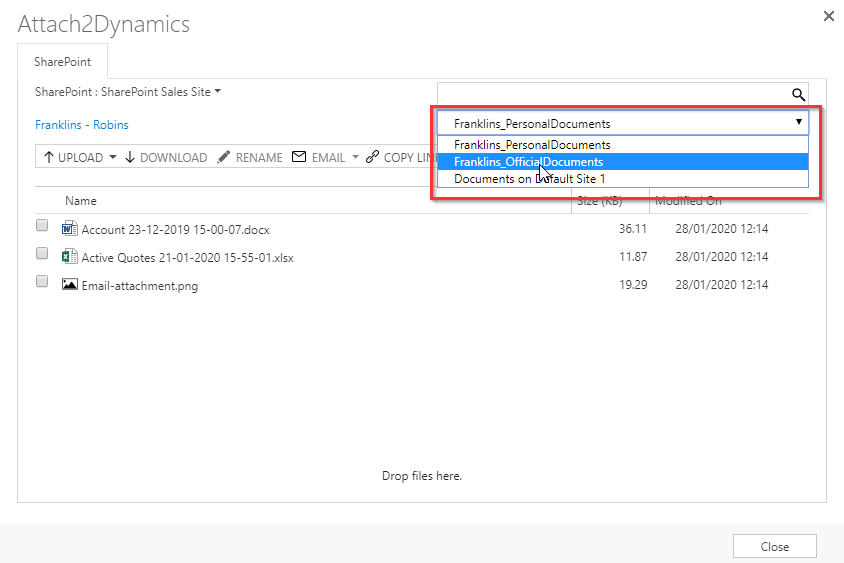 Attach2Dynamics
SharePoint
SharePoint : SharePoint Sales Site
Franklins - Robins
Franklins_PersonalDocuments
Franklins_PersonalDocuments
Franklins_OfficialDocuments
Documents on Default Site 1
UPLOAD DOWNLOAD RENAME EMAIL COPY LIN
Name Size (KB) Modified On
Account 23-12-2019 15-00-07.docx 36.11 28/01/2020 12:14
Active Quotes 21-01-2020 15-55-01.xlsx 11.87 28/01/2020 12:14
Email-attachment.png 19.29 28/01/2020 12:14
Drop files here.
Close